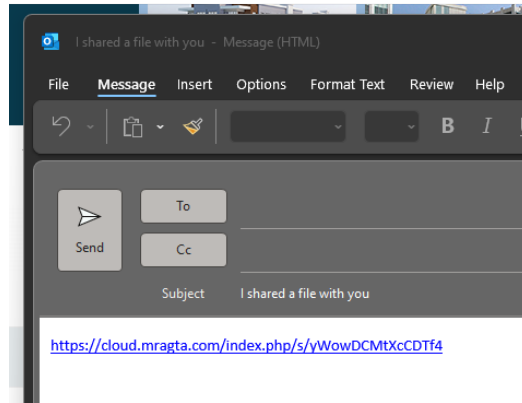 I shared a file with you - Message (HTML)
File Message Insert Options Format Text Review Help
B I
To
Send
Cc
Subject I shared a file with you
https://cloud.mragta.com/index.php/s/yWowDCMtXcCDTf4